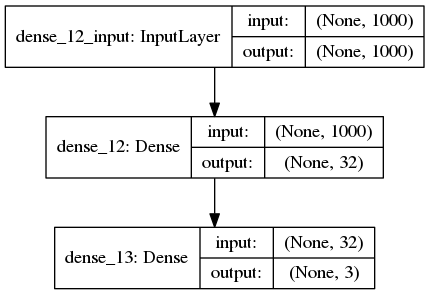 dense_12_input: InputLayer
input: (None, 1000)
output: (None, 1000)
dense_12: Dense
input: (None, 1000)
output: (None, 32)
dense_13: Dense
input: (None, 32)
output: (None, 3)